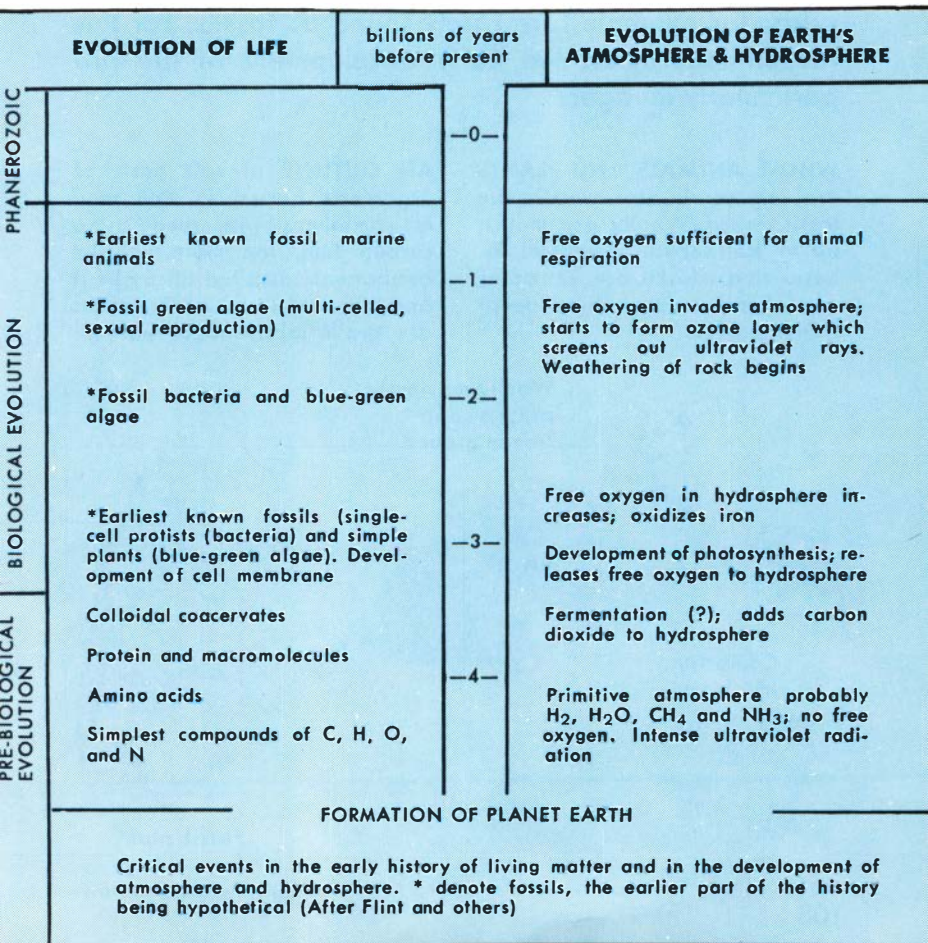 EVOLUTION OF LIFE
billions of years
before present
EVOLUTION OF EARTH'S
ATMOSPHERE & HYDROSPHERE
PHANEROZOIC
—0—
*Earliest known fossil marine
animals
Free oxygen sufficient for animal
respiration
—1—
BIOLOGICAL EVOLUTION
*Fossil green algae (multi-celled,
sexual reproduction)
Free oxygen invades atmosphere;
starts to form ozone layer which
screens out ultraviolet rays.
Weathering of rock begins
*Fossil bacteria and blue-green
algae
—2—
*Earliest known fossils (single-
cell protists (bacteria) and simple
plants (blue-green algae). Devel-
opment of cell membrane
Free oxygen in hydrosphere in-
creases; oxidizes iron
—3—
Development of photosynthesis; re-
leases free oxygen to hydrosphere
PRE-BIOLOGICAL
EVOLUTION
Colloidal coacervates
Fermentation (?); adds carbon
dioxide to hydrosphere
Protein and macromolecules
—4—
Amino acids
Primitive atmosphere probably
H2, H2O, CH4 and NH3; no free
oxygen. Intense ultraviolet radi-
ation
Simplest compounds of C, H, O,
and N
FORMATION OF PLANET EARTH
Critical events in the early history of living matter and in the development of
atmosphere and hydrosphere. * denote fossils, the earlier part of the history
being hypothetical (After Flint and others)